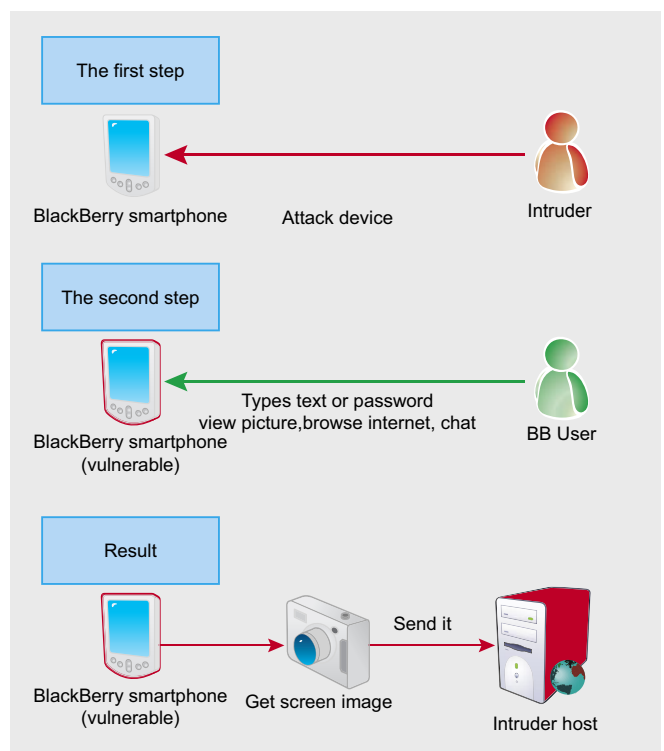 The first step
BlackBerry smartphone
Attack device
Intruder
The second step
BlackBerry smartphone
(vulnerable)
Types text or password
view picture,browse internet, chat
BB User
Result
BlackBerry smartphone
(vulnerable)
Get screen image
Send it
Intruder host